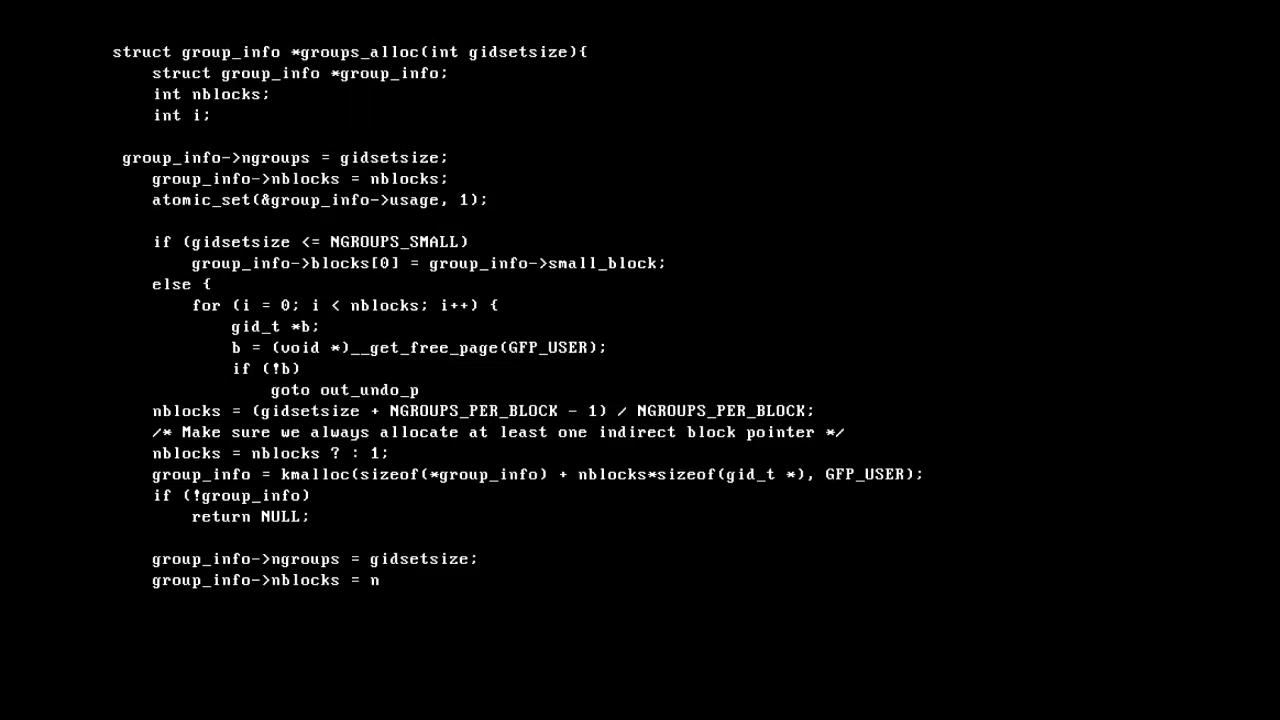 struct group_info *groups_alloc(int gidsetsize){
    struct group_info *group_info;
    int nblocks;
    int i;

 group_info->ngroups = gidsetsize;
    group_info->nblocks = nblocks;
    atomic_set(&group_info->usage, 1);

    if (gidsetsize <= NGROUPS_SMALL)
        group_info->blocks[0] = group_info->small_block;
    else {
        for (i = 0; i < nblocks; i++) {
            gid_t *b;
            b = (void *)__get_free_page(GFP_USER);
            if (!b)
                goto out_undo_p
    nblocks = (gidsetsize + NGROUPS_PER_BLOCK - 1) / NGROUPS_PER_BLOCK;
    /* Make sure we always allocate at least one indirect block pointer */
    nblocks = nblocks ? : 1;
    group_info = kmalloc(sizeof(*group_info) + nblocks*sizeof(gid_t *), GFP_USER);
    if (!group_info)
        return NULL;

    group_info->ngroups = gidsetsize;
    group_info->nblocks = n